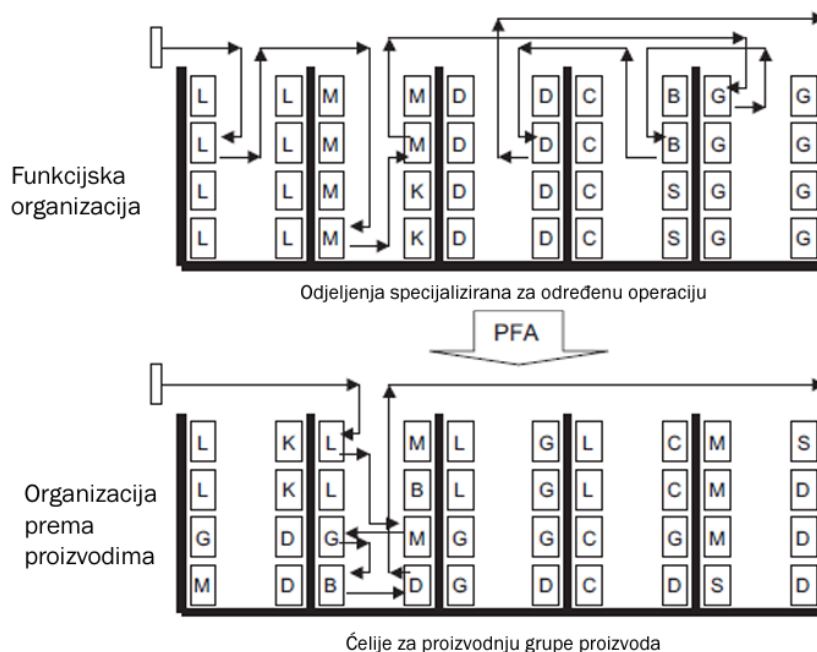 L L M M D D C B G G
L L M M D D C B G G
Funkcijska
organizacija
L L M K D D C S G G
L L M K D D C S G G
Odjeljenja specijalizirana za određenu operaciju
PFA
L K L M L G L C M S
L K L B L G L C M D
Organizacija
prema
proizvodima
G D G M G G C G M D
M D B D G D C D S D
Ćelije za proizvodnju grupe proizvoda